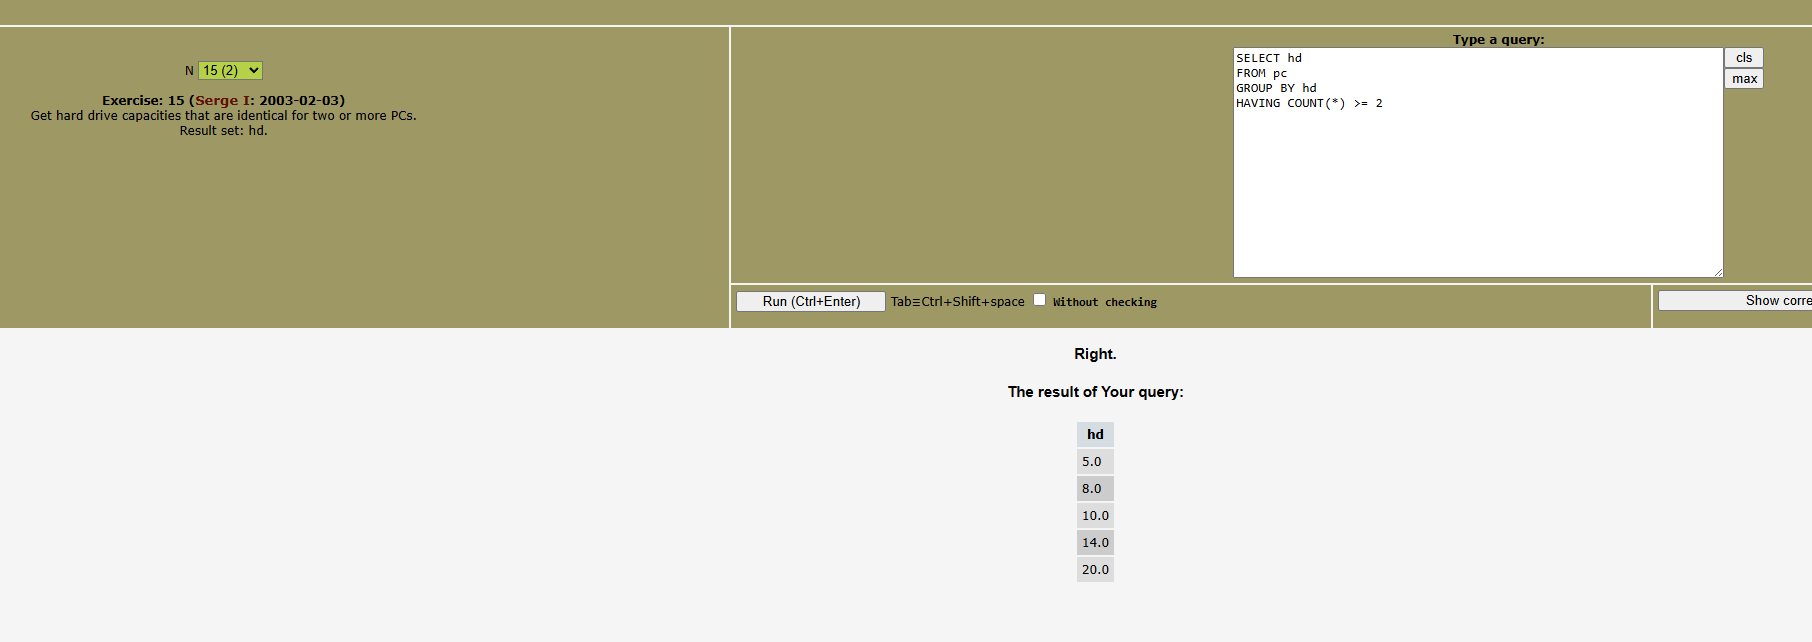 N 15 (2)
Exercise: 15 (Serge I: 2003-02-03)
Get hard drive capacities that are identical for two or more PCs.
Result set: hd.
Type a query:
SELECT hd
FROM pc
GROUP BY hd
HAVING COUNT(*) >= 2
cls
max
Run (Ctrl+Enter) Tab≡Ctrl+Shift+space Without checking
Show corre
Right.
The result of Your query:
hd
5.0
8.0
10.0
14.0
20.0